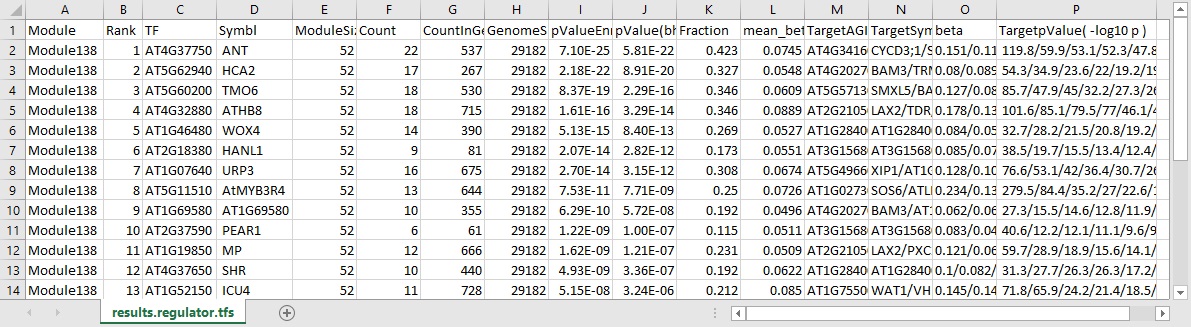 A B C D E F G H I J K L M N O P
1 Module Rank TF Symbl ModuleSiz Count CountInGe GenomeS pValueEnr pValue(bh Fraction mean_bet TargetAGI TargetSym beta TargetpValue( -log10 p )
2 Module138 1 AT4G37750 ANT 52 22 537 29182 7.10E-25 5.81E-22 0.423 0.0745 AT4G3416 CYCD3;1/S 0.151/0.11 119.8/59.9/53.1/52.3/47.8
3 Module138 2 AT5G62940 HCA2 52 17 267 29182 2.18E-22 8.91E-20 0.327 0.0548 AT4G2027 BAM3/TRM 0.08/0.089 54.3/34.9/23.6/22/19.2/19
4 Module138 3 AT5G60200 TMO6 52 18 530 29182 8.37E-19 2.29E-16 0.346 0.0609 AT5G5713 SMXL5/BA 0.127/0.08 85.7/47.9/45/32.2/27.3/26
5 Module138 4 AT4G32880 ATHB8 52 18 715 29182 1.61E-16 3.29E-14 0.346 0.0889 AT2G2105 LAX2/TDR, 0.178/0.13 101.6/85.1/79.5/77/46.1/4
6 Module138 5 AT1G46480 WOX4 52 14 390 29182 5.13E-15 8.40E-13 0.269 0.0527 AT1G2840 AT1G2840 0.084/0.05 32.7/28.2/21.5/20.8/19.2/
7 Module138 6 AT2G18380 HANL1 52 9 81 29182 2.07E-14 2.82E-12 0.173 0.0551 AT3G1568 AT3G1568 0.085/0.07 38.5/19.7/15.5/13.4/12.4/
8 Module138 7 AT1G07640 URP3 52 16 675 29182 2.70E-14 3.15E-12 0.308 0.0674 AT5G4966 XIP1/AT1G 0.128/0.10 76.6/53.1/42/36.4/30.7/26
9 Module138 8 AT5G11510 AtMYB3R4 52 13 644 29182 7.53E-11 7.71E-09 0.25 0.0726 AT1G0273 SOS6/ATL 0.234/0.13 279.5/84.4/35.2/27/22.6/
10 Module138 9 AT1G69580 AT1G69580 52 10 355 29182 6.29E-10 5.72E-08 0.192 0.0496 AT4G2027 BAM3/AT1 0.062/0.06 27.3/15.5/14.6/12.8/11.9/
11 Module138 10 AT2G37590 PEAR1 52 6 61 29182 1.22E-09 1.00E-07 0.115 0.0511 AT3G1568 AT3G1568 0.083/0.04 40.6/12.2/12.1/11.1/9.6/9
12 Module138 11 AT1G19850 MP 52 12 666 29182 1.62E-09 1.21E-07 0.231 0.0509 AT2G2105 LAX2/PXC 0.121/0.06 59.7/28.9/18.9/15.6/14.1/
13 Module138 12 AT4G37650 SHR 52 10 440 29182 4.93E-09 3.36E-07 0.192 0.0622 AT1G2840 AT1G2840 0.1/0.082/ 31.3/27.7/26.3/26.3/17.2/
14 Module138 13 AT1G52150 ICU4 52 11 728 29182 5.15E-08 3.24E-06 0.212 0.085 AT1G7550 WAT1/VH 0.145/0.14 71.8/65.9/24.2/21.4/18.5/
results.regulator.tfs